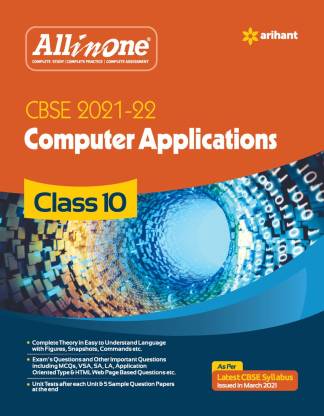 All in One
COMPLETE STUDY | COMPLETE PRACTICE | COMPLETE ASSESSMENT
arihant
CBSE 2021-22
Computer Applications
Class 10
Complete Theory in Easy to Understand Language
with Figures, Snapshots, Commands etc.
Exam's Questions and Other Important Questions
including MCQs, VSA, SA, LA, Application
Oriented Type & HTML Web Page Based Questions etc.
Unit Tests after each Unit & 5 Sample Question Papers
at the end
As Per
Latest CBSE Syllabus
Issued in March 2021